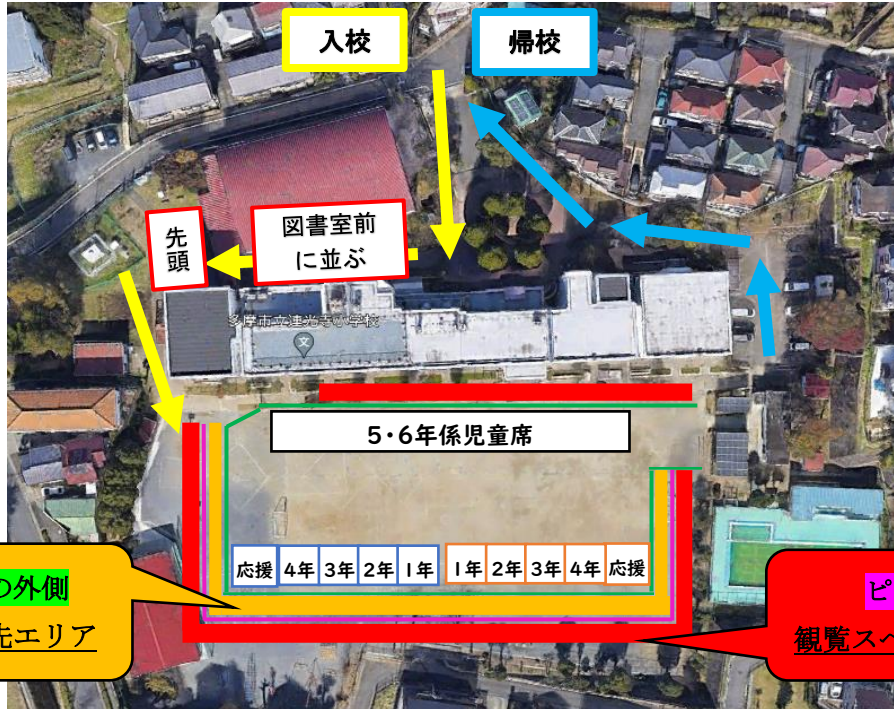 入校
帰校
先頭
図書室前
に並ぶ
多摩市立連光寺小学校
文
5・6年係児童席
応援 4年 3年 2年 1年
1年 2年 3年 4年 応援
の外側
先エリア
ピ
観覧スペ